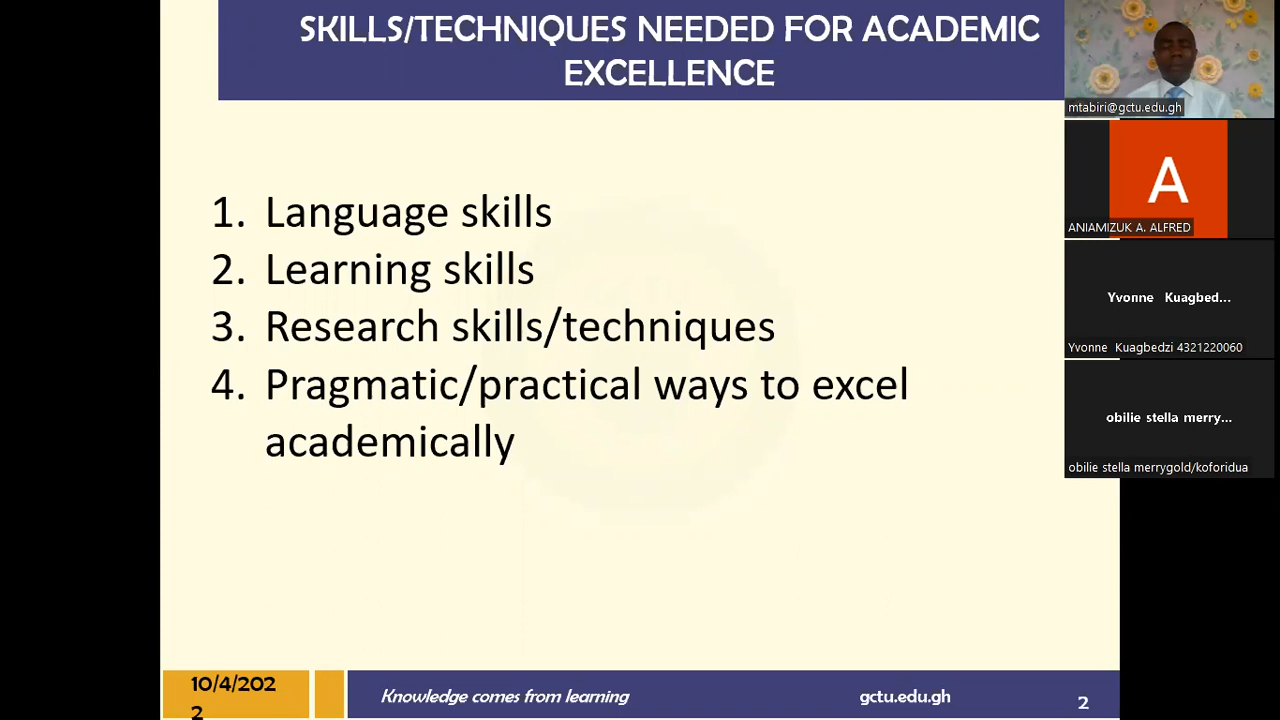 SKILLS/TECHNIQUES NEEDED FOR ACADEMIC
EXCELLENCE
1. Language skills
2. Learning skills
3. Research skills/techniques
4. Pragmatic/practical ways to excel
academically
10/4/202
2
Knowledge comes from learning
gctu.edu.gh
2
mtabiri@gctu.edu.gh
A
ANIAMIZUK A. ALFRED
Yvonne Kuagbed...
Yvonne Kuagbedzi 4321220060
obilie stella merry...
obilie stella merrygold/koforidua